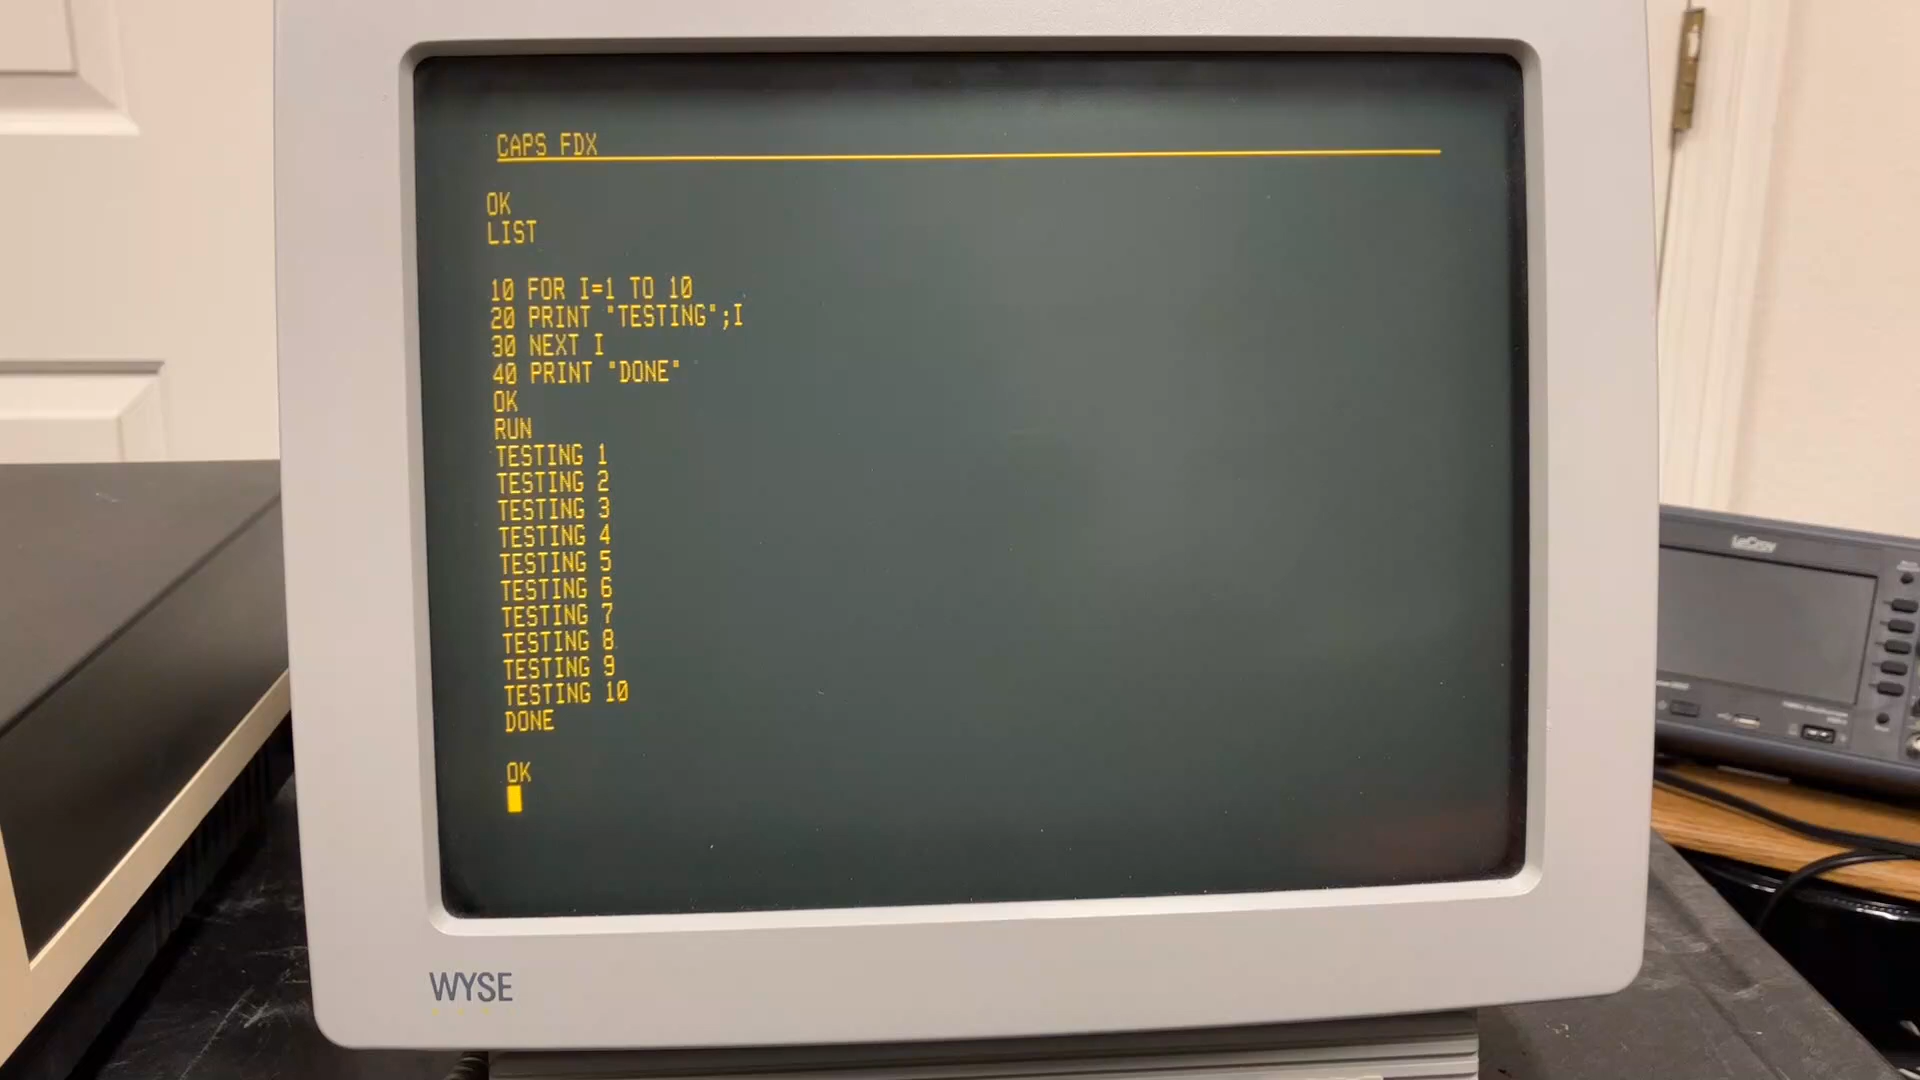 CAPS FDX
OK
LIST
10 FOR I=1 TO 10
20 PRINT "TESTING";I
30 NEXT I
40 PRINT "DONE"
OK
RUN
TESTING 1
TESTING 2
TESTING 3
TESTING 4
TESTING 5
TESTING 6
TESTING 7
TESTING 8
TESTING 9
TESTING 10
DONE
OK
WYSE
LeCroy